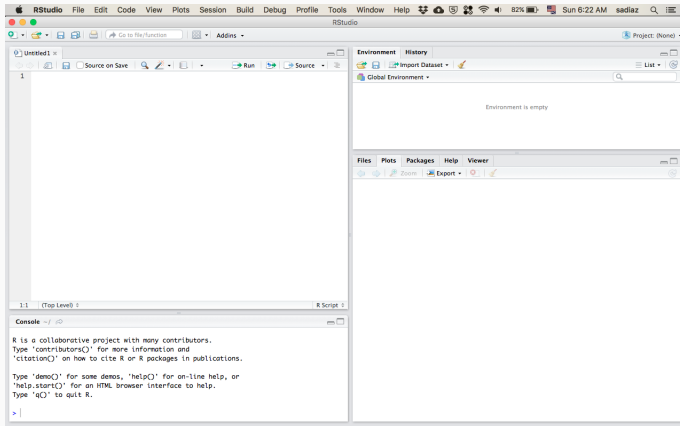 RStudio File Edit Code View Plots Session Build Debug Profile Tools Window Help 82% Sun 6:22 AM sadiaz
RStudio
Go to file/function Addins Project: (None)
Untitled1
Source on Save Run Source
1
1:1 (Top Level) R Script
Console ~/
R is a collaborative project with many contributors.
Type 'contributors()' for more information and
'citation()' on how to cite R or R packages in publications.
Type 'demo()' for some demos, 'help()' for on-line help, or
'help.start()' for an HTML browser interface to help.
Type 'q()' to quit R.
>
Environment History
Import Dataset List
Global Environment
Environment is empty
Files Plots Packages Help Viewer
Zoom Export